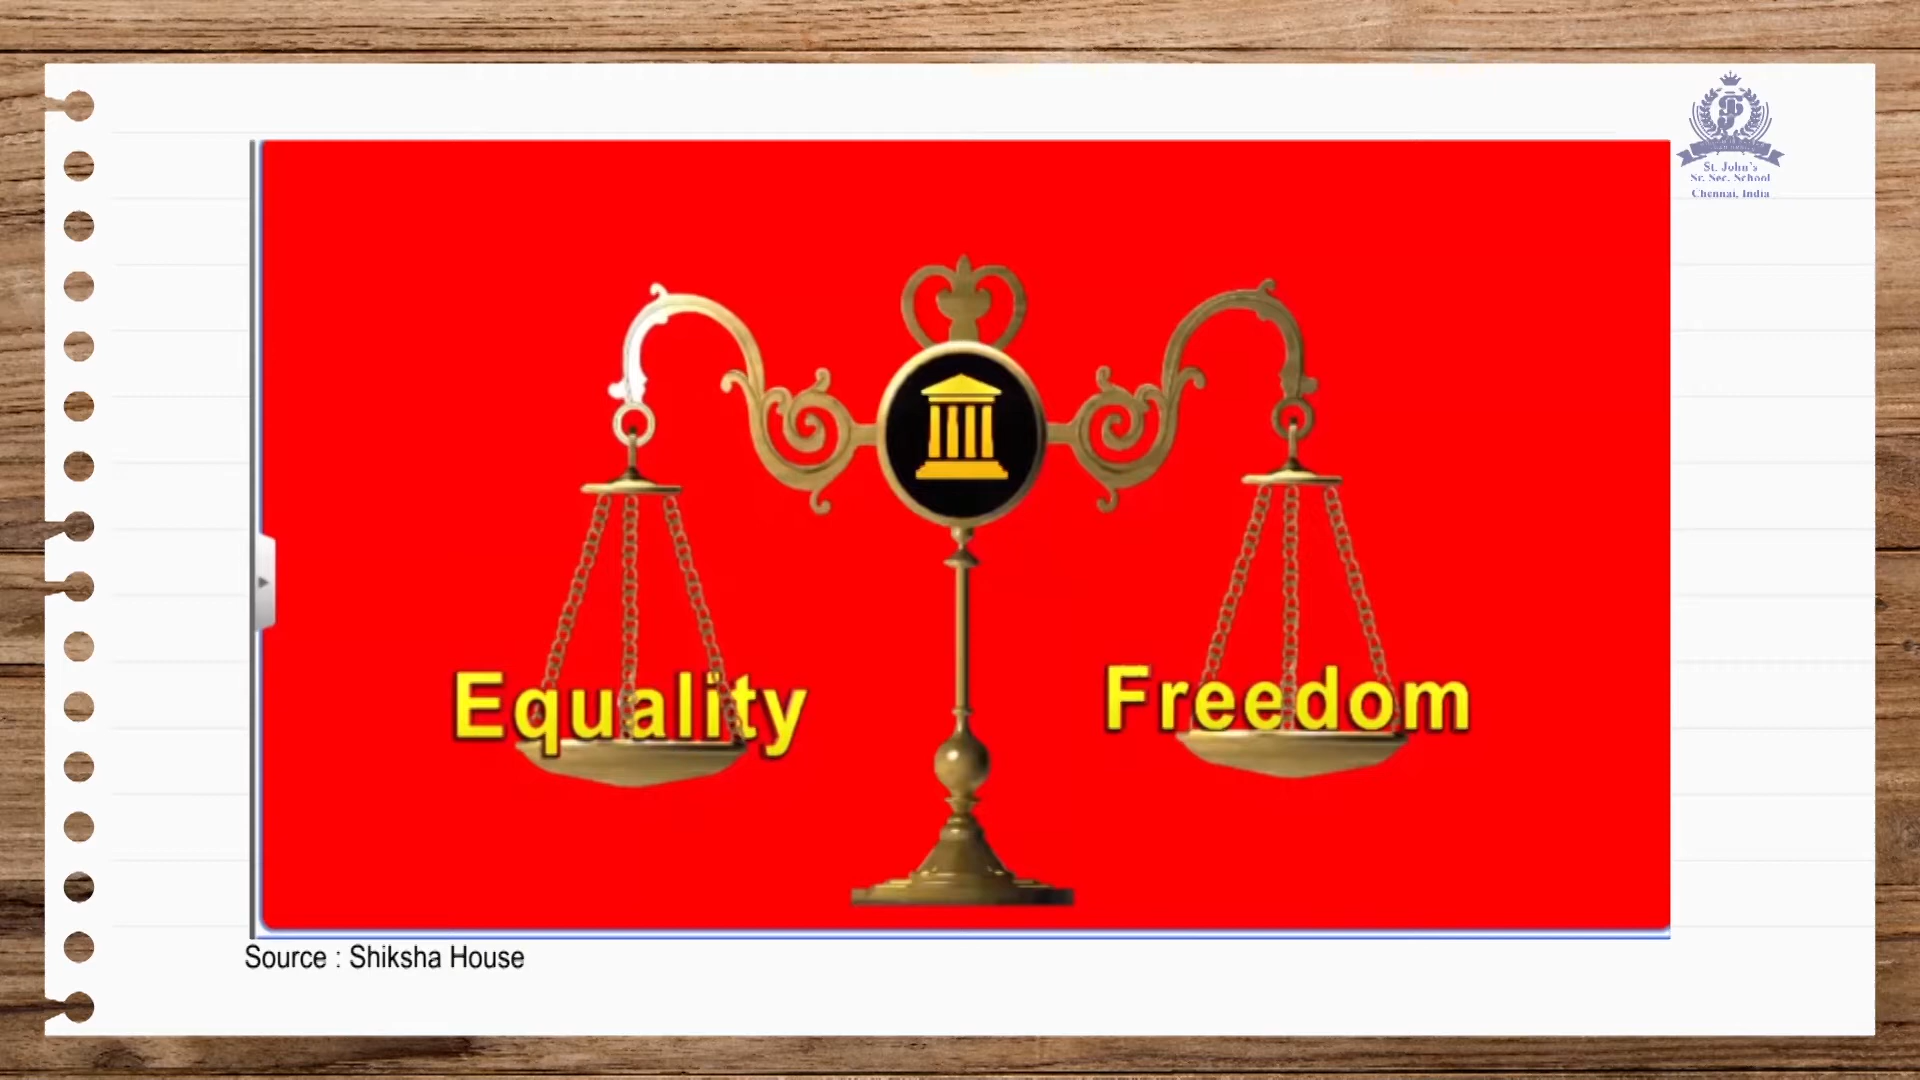 St. John's
Sr. Sec. School
Chennai, India
Equality
Freedom
Source : Shiksha House